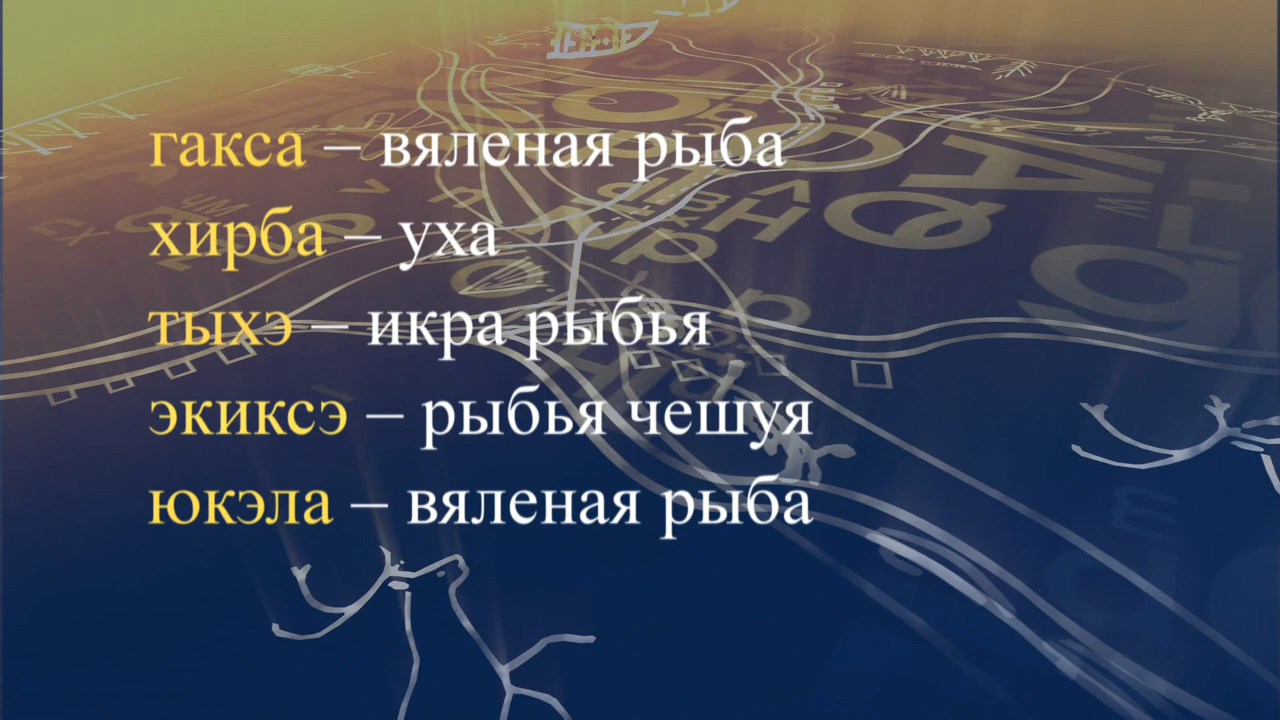 гакса – вяленая рыба
хирба – уха
тыхэ – икра рыбья
экиксэ – рыбья чешуя
юкэла – вяленая рыба